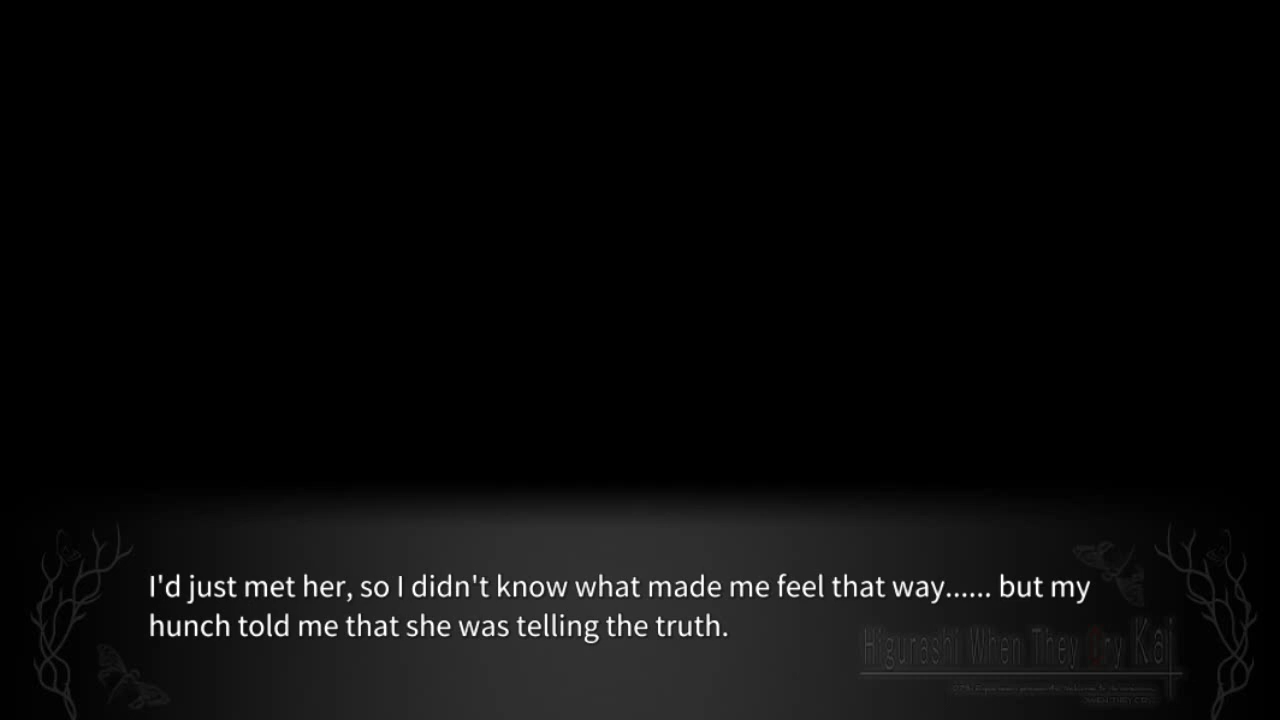 I'd just met her, so I didn't know what made me feel that way...... but my
hunch told me that she was telling the truth.
Higurashi When They Cry Kai